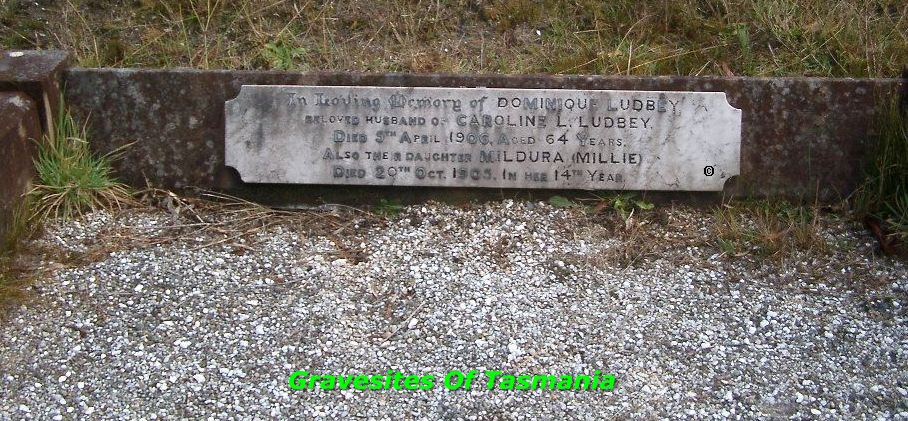 In Loving Memory of DOMINIQUE LUDBEY
BELOVED HUSBAND OF CAROLINE L. LUDBEY.
DIED 5TH APRIL 1906, AGED 64 YEARS.
ALSO THEIR DAUGHTER MILDURA (MILLIE)
DIED 20TH OCT. 1905, IN HER 14TH YEAR.
©
Gravesites Of Tasmania